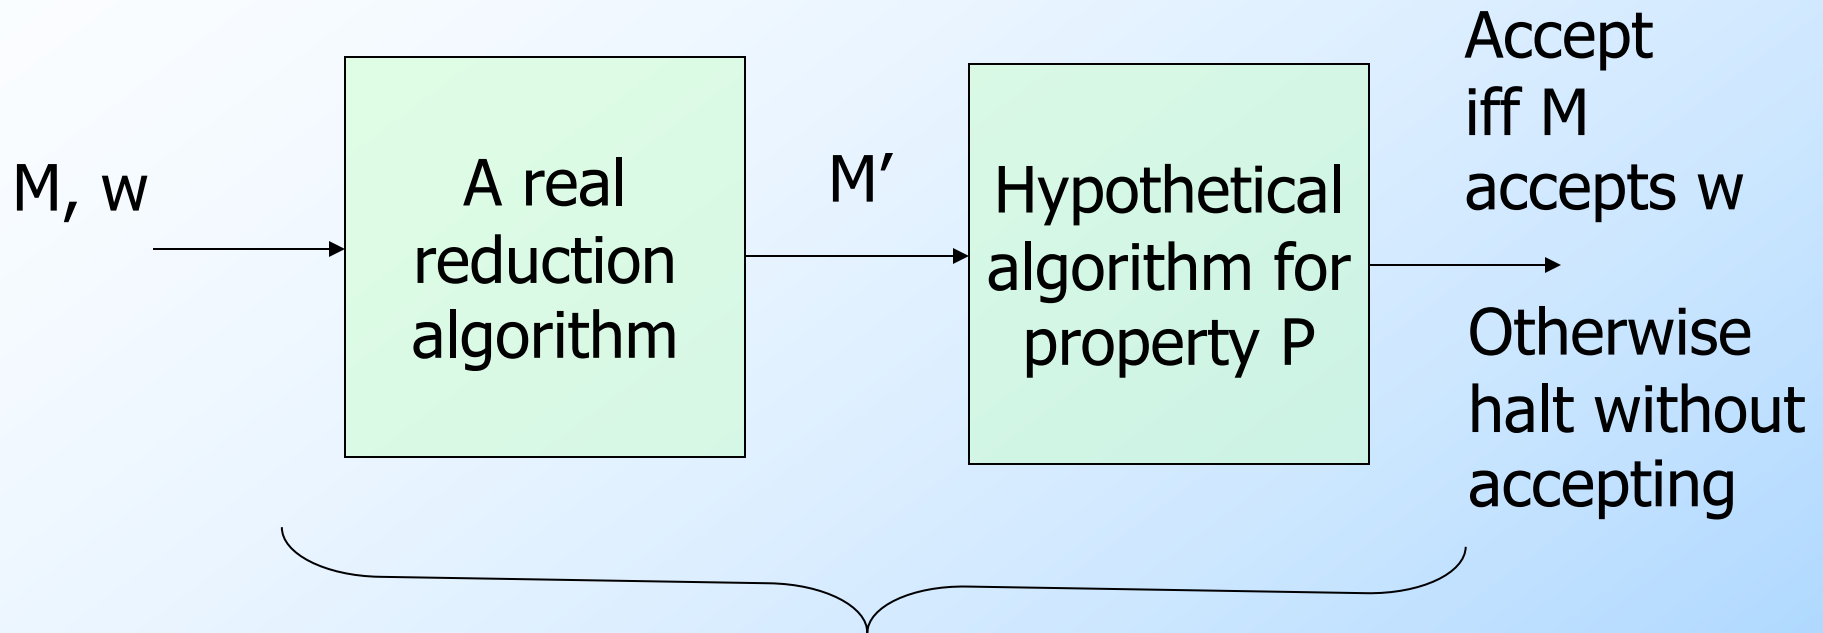 M, w
A real
reduction
algorithm
M’
Hypothetical
algorithm for
property P
Accept
iff M
accepts w
Otherwise
halt without
accepting